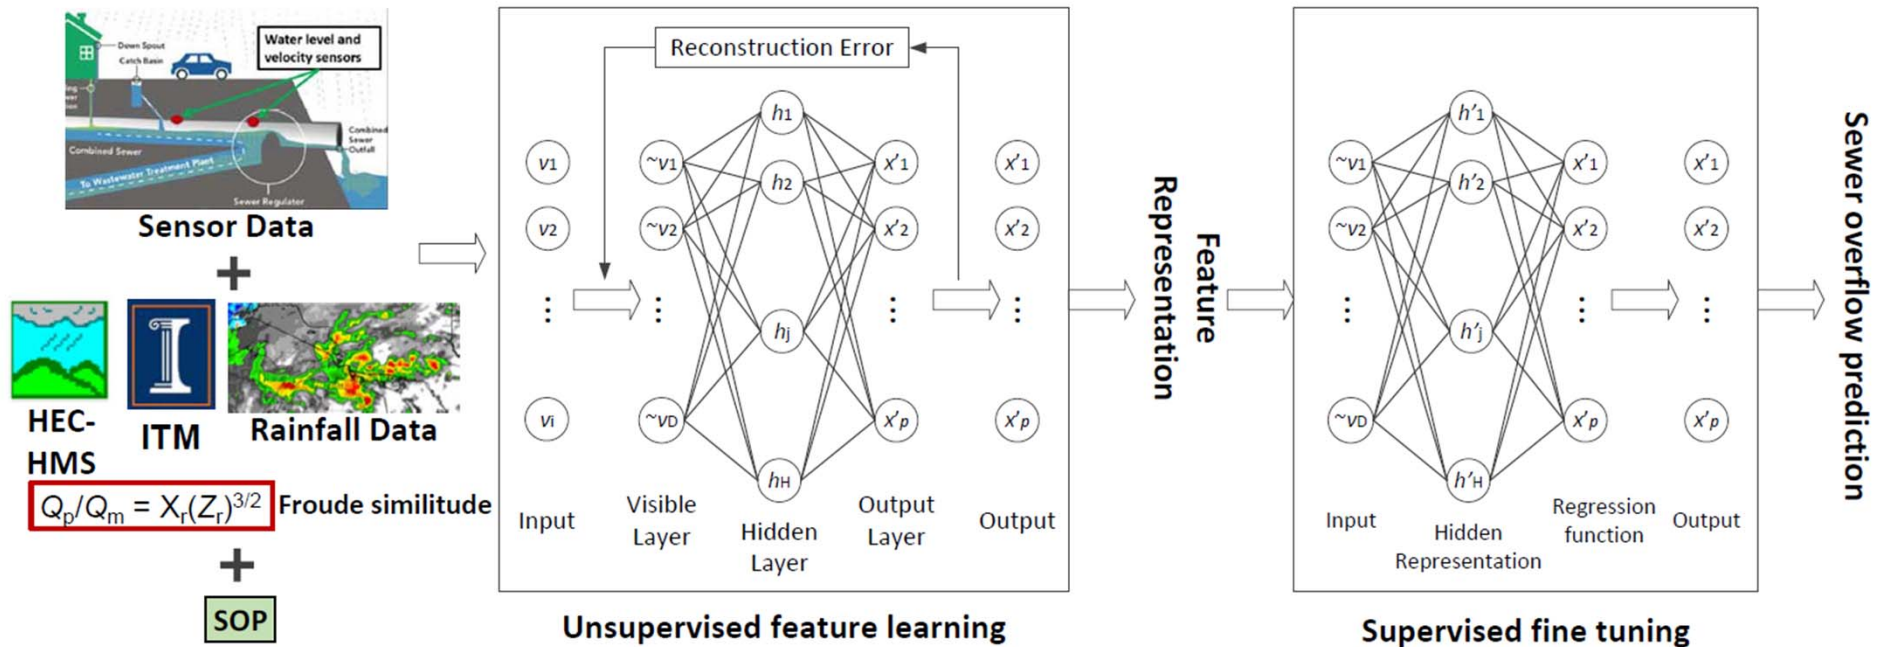 Down Spout
Catch Basin
Water level and
velocity sensors
Combined
Sewer
Outfall
Combined Sewer
To Wastewater Treatment Plant
Sewer Regulator
Sensor Data
+
HEC-
HMS
ITM
Rainfall Data
Qp/Qm = Xr(Zr)3/2
Froude similitude
+
SOP
Reconstruction Error
v1
v2
⋮
vi
Input
~v1
~v2
⋮
~vD
Visible
Layer
h1
h2
hj
hH
Hidden
Layer
x'1
x'2
⋮
x'p
Output
Layer
x'1
x'2
⋮
x'p
Output
Unsupervised feature learning
Feature
Representation
~v1
~v2
⋮
~vD
Input
h'1
h'2
h'j
h'H
Hidden
Representation
x'1
x'2
⋮
x'p
Regression
function
x'1
x'2
⋮
x'p
Output
Supervised fine tuning
Sewer overflow prediction